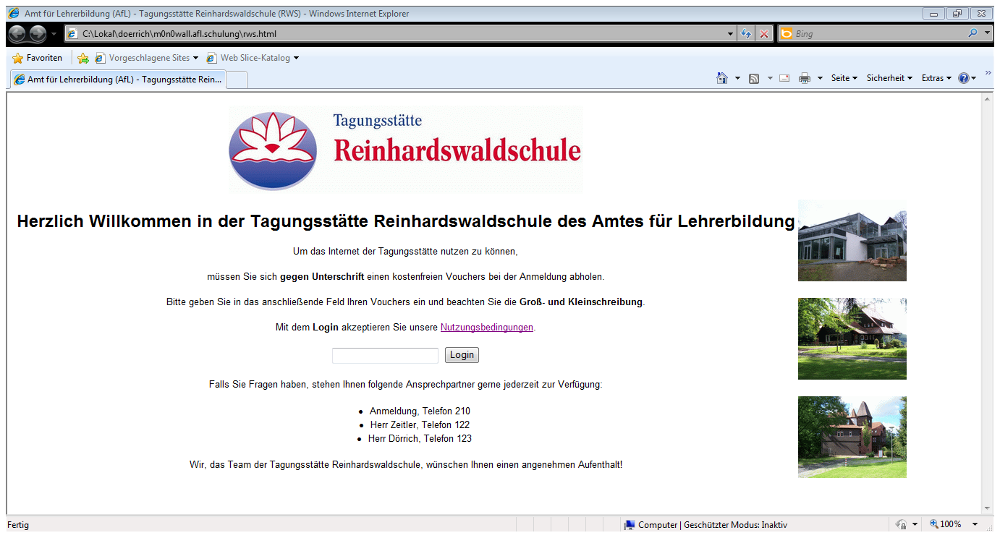 Amt für Lehrerbildung (AfL) - Tagungsstätte Reinhardswaldschule (RWS) - Windows Internet Explorer
C:\Lokal\doerrich\m0n0wall.afl.schulung\rws.html
Bing
Favoriten
Vorgeschlagene Sites
Web Slice-Katalog
Amt für Lehrerbildung (AfL) - Tagungsstätte Rein...
Seite
Sicherheit
Extras
Tagungsstätte
Reinhardswaldschule
Herzlich Willkommen in der Tagungsstätte Reinhardswaldschule des Amtes für Lehrerbildung
Um das Internet der Tagungsstätte nutzen zu können,
müssen Sie sich gegen Unterschrift einen kostenfreien Vouchers bei der Anmeldung abholen.
Bitte geben Sie in das anschließende Feld Ihren Vouchers ein und beachten Sie die Groß- und Kleinschreibung.
Mit dem Login akzeptieren Sie unsere Nutzungsbedingungen.
Login
Falls Sie Fragen haben, stehen Ihnen folgende Ansprechpartner gerne jederzeit zur Verfügung:
• Anmeldung, Telefon 210
• Herr Zeitler, Telefon 122
• Herr Dörrich, Telefon 123
Wir, das Team der Tagungsstätte Reinhardswaldschule, wünschen Ihnen einen angenehmen Aufenthalt!
Fertig
Computer | Geschützter Modus: Inaktiv
100%